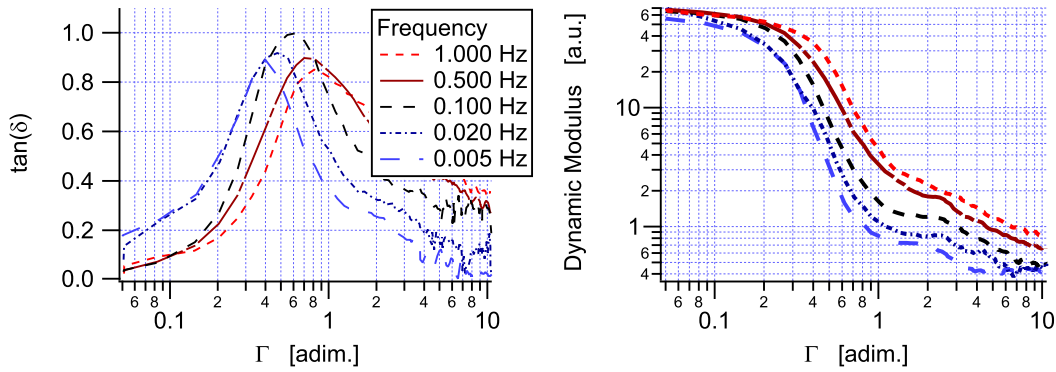 1.0
0.8
0.6
0.4
0.2
0.0
tan(δ)
6 8 2 4 6 8 2 4 6 8
0.1 1 10
Γ [adim.]
Frequency
1.000 Hz
0.500 Hz
0.100 Hz
0.020 Hz
0.005 Hz
6
4
2
10
6
4
2
1
6
4
Dynamic Modulus [a.u.]
6 8 2 4 6 8 2 4 6 8
0.1 1 10
Γ [adim.]